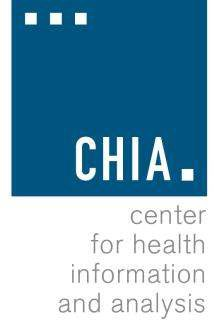 CHIA.
center
for health
information
and analysis